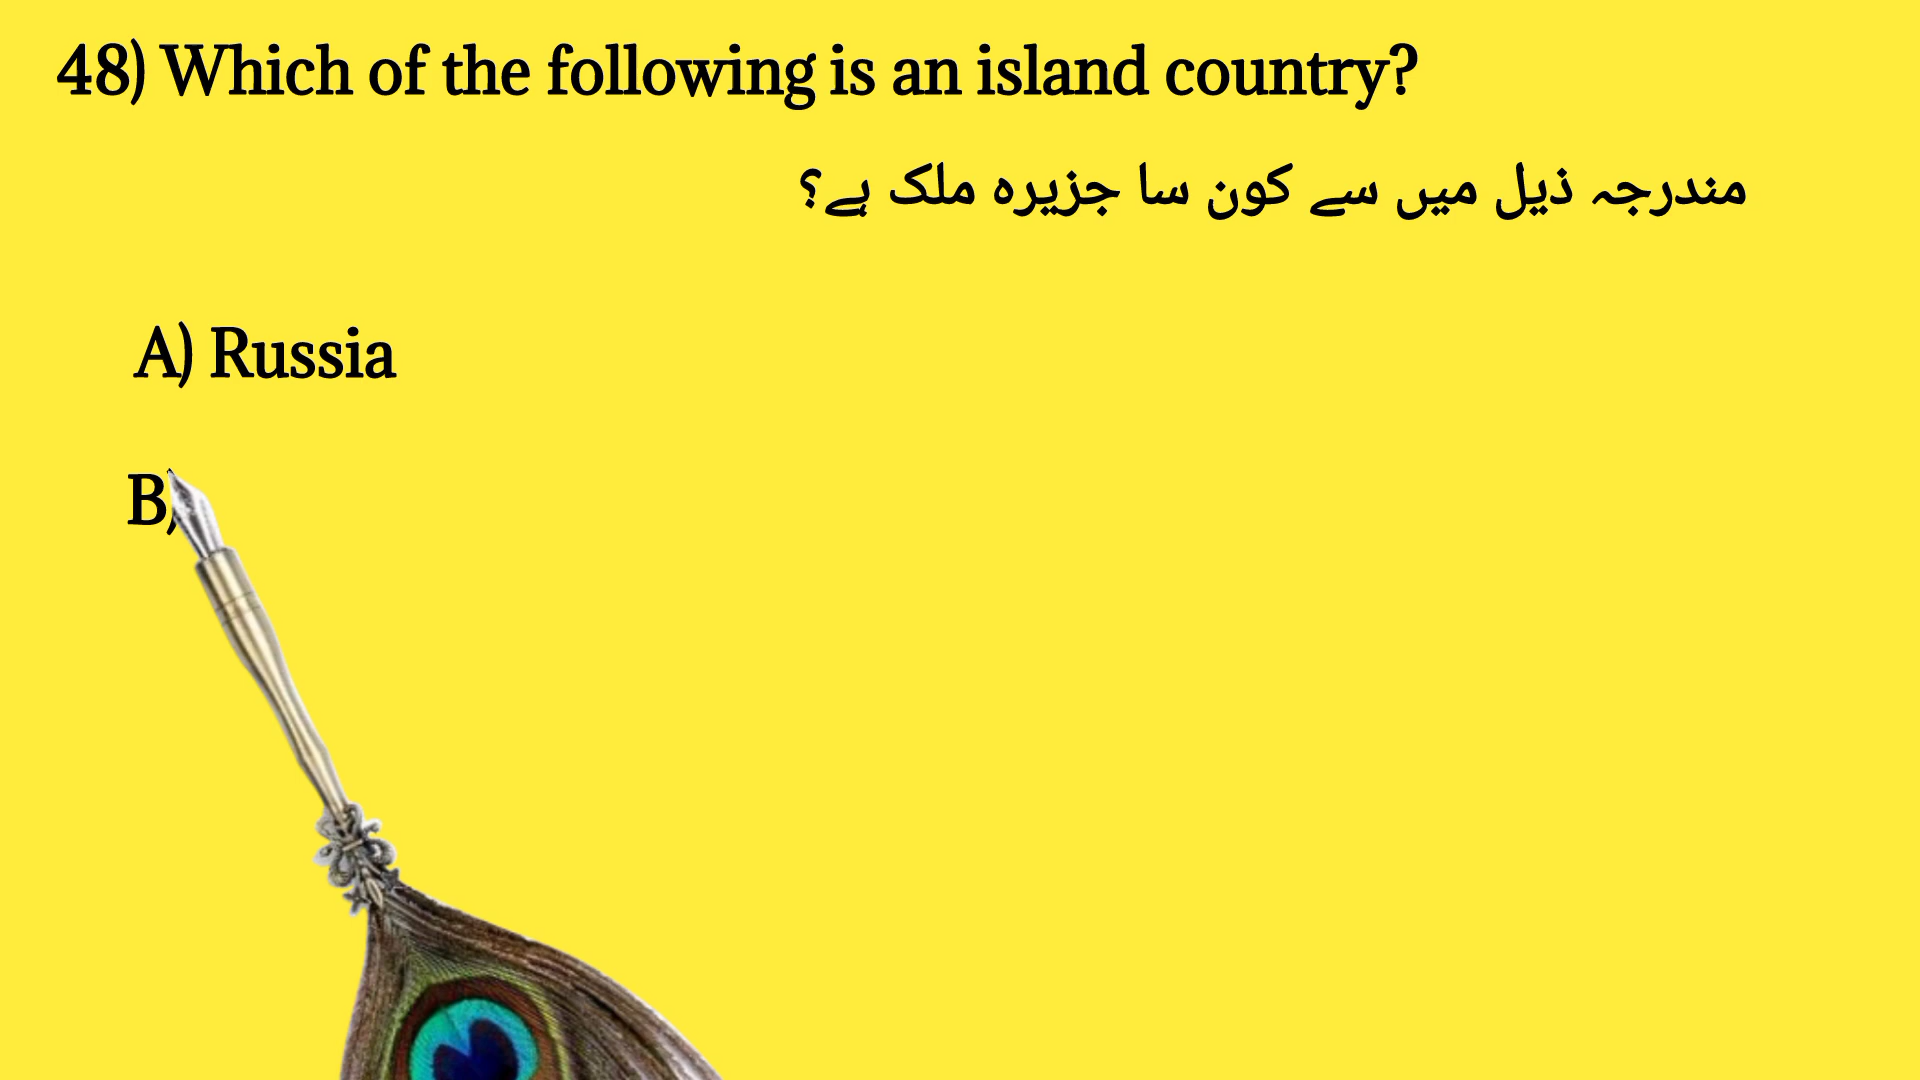 48) Which of the following is an island country?
مندرجہ ذیل میں سے کون سا جزیرہ ملک ہے؟
A) Russia
B)